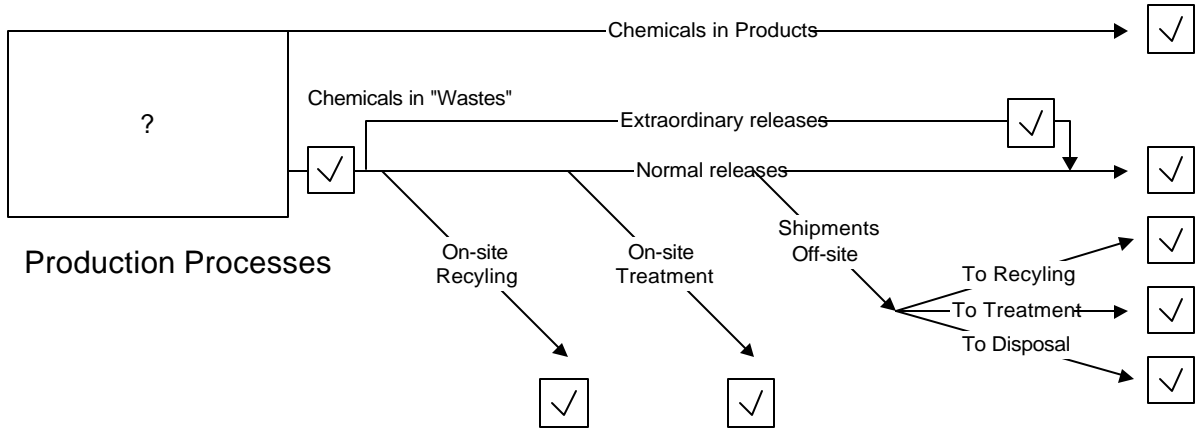 Chemicals in Products
Chemicals in "Wastes"
?
Extraordinary releases
Normal releases
Production Processes
On-site
Recyling
On-site
Treatment
Shipments
Off-site
To Recyling
To Treatment
To Disposal